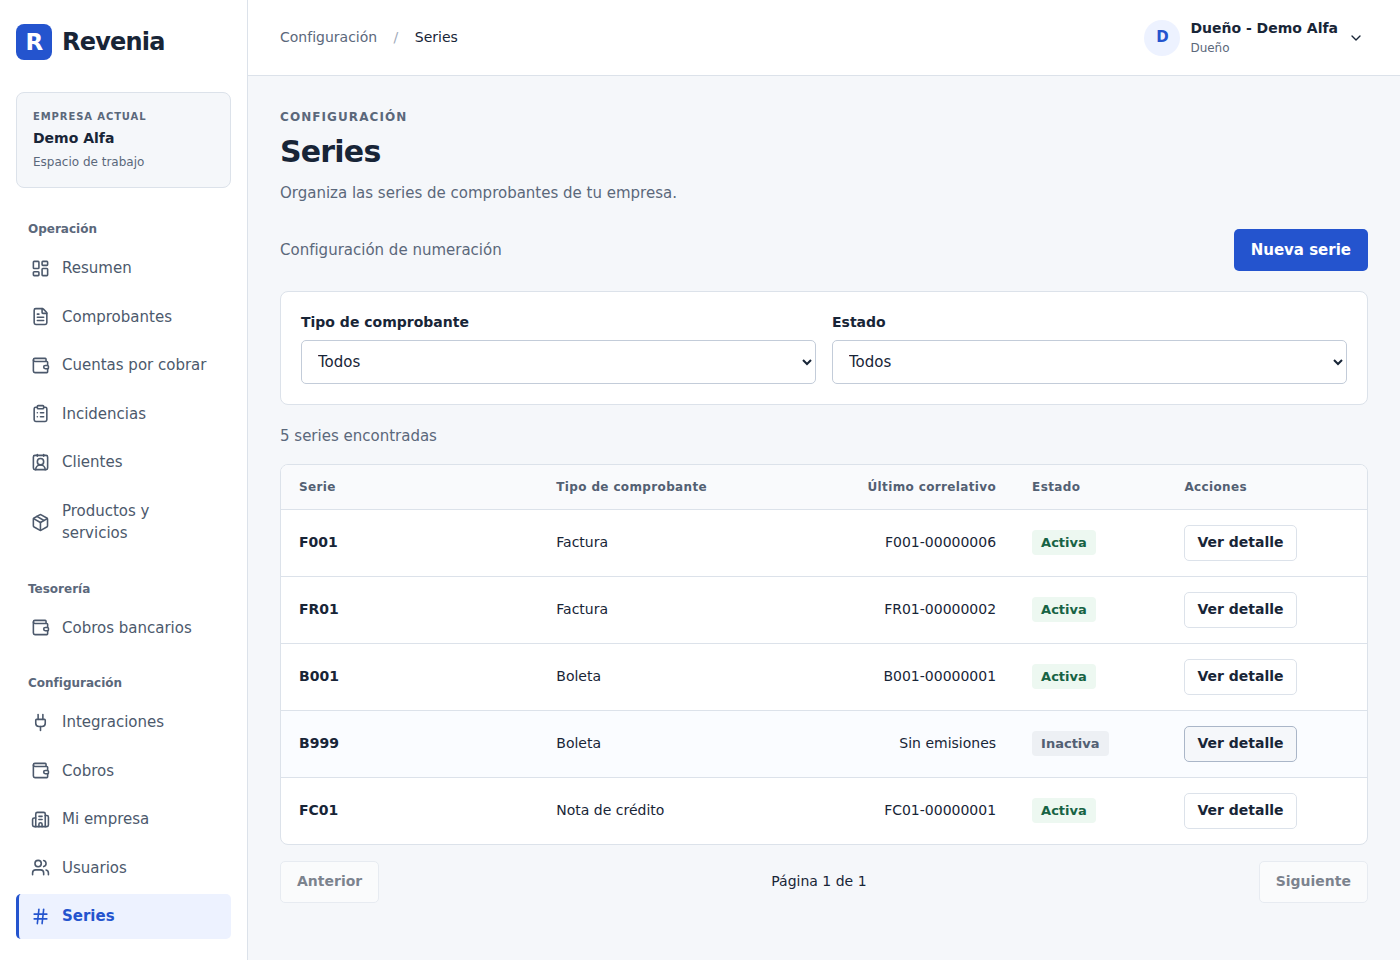 R Revenia
EMPRESA ACTUAL
Demo Alfa
Espacio de trabajo
Operación
Resumen
Comprobantes
Cuentas por cobrar
Incidencias
Clientes
Productos y
servicios
Tesorería
Cobros bancarios
Configuración
Integraciones
Cobros
Mi empresa
Usuarios
Series
Configuración / Series
D
Dueño - Demo Alfa
Dueño
CONFIGURACIÓN
Series
Organiza las series de comprobantes de tu empresa.
Configuración de numeración
Nueva serie
Tipo de comprobante Estado
Todos Todos
5 series encontradas
Serie Tipo de comprobante Último correlativo Estado Acciones
F001 Factura F001-00000006 Activa Ver detalle
FR01 Factura FR01-00000002 Activa Ver detalle
B001 Boleta B001-00000001 Activa Ver detalle
B999 Boleta Sin emisiones Inactiva Ver detalle
FC01 Nota de crédito FC01-00000001 Activa Ver detalle
Anterior Página 1 de 1 Siguiente